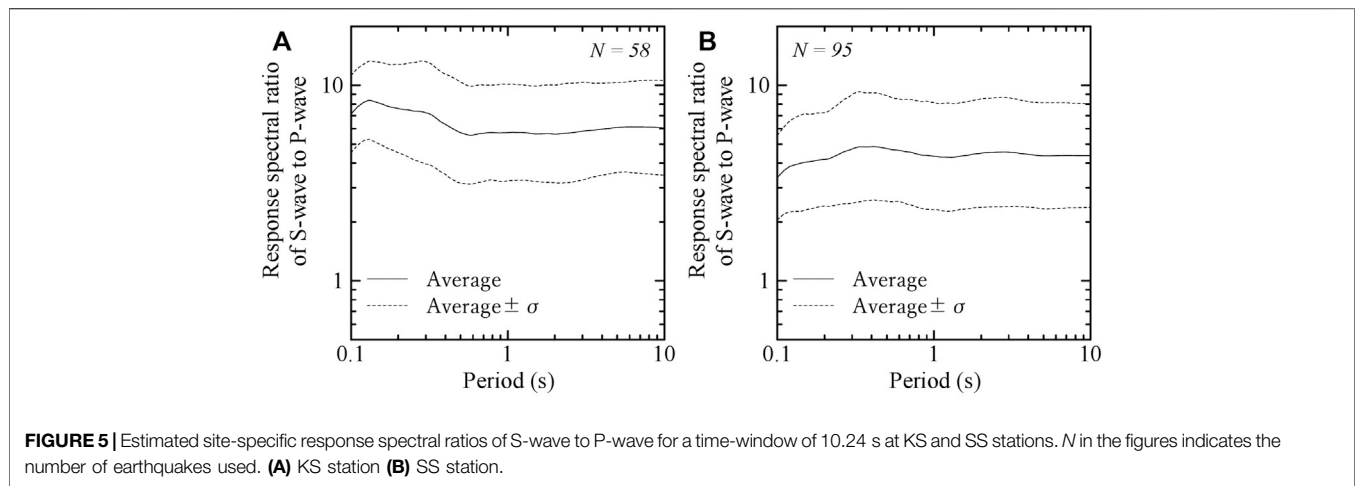 A
N = 58
Response spectral ratio
of S-wave to P-wave
10
1
Average
Average ± σ
0.1
1
10
Period (s)
B
N = 95
Response spectral ratio
of S-wave to P-wave
10
1
Average
Average ± σ
0.1
1
10
Period (s)
FIGURE 5 | Estimated site-specific response spectral ratios of S-wave to P-wave for a time-window of 10.24 s at KS and SS stations. N in the figures indicates the
number of earthquakes used. (A) KS station (B) SS station.